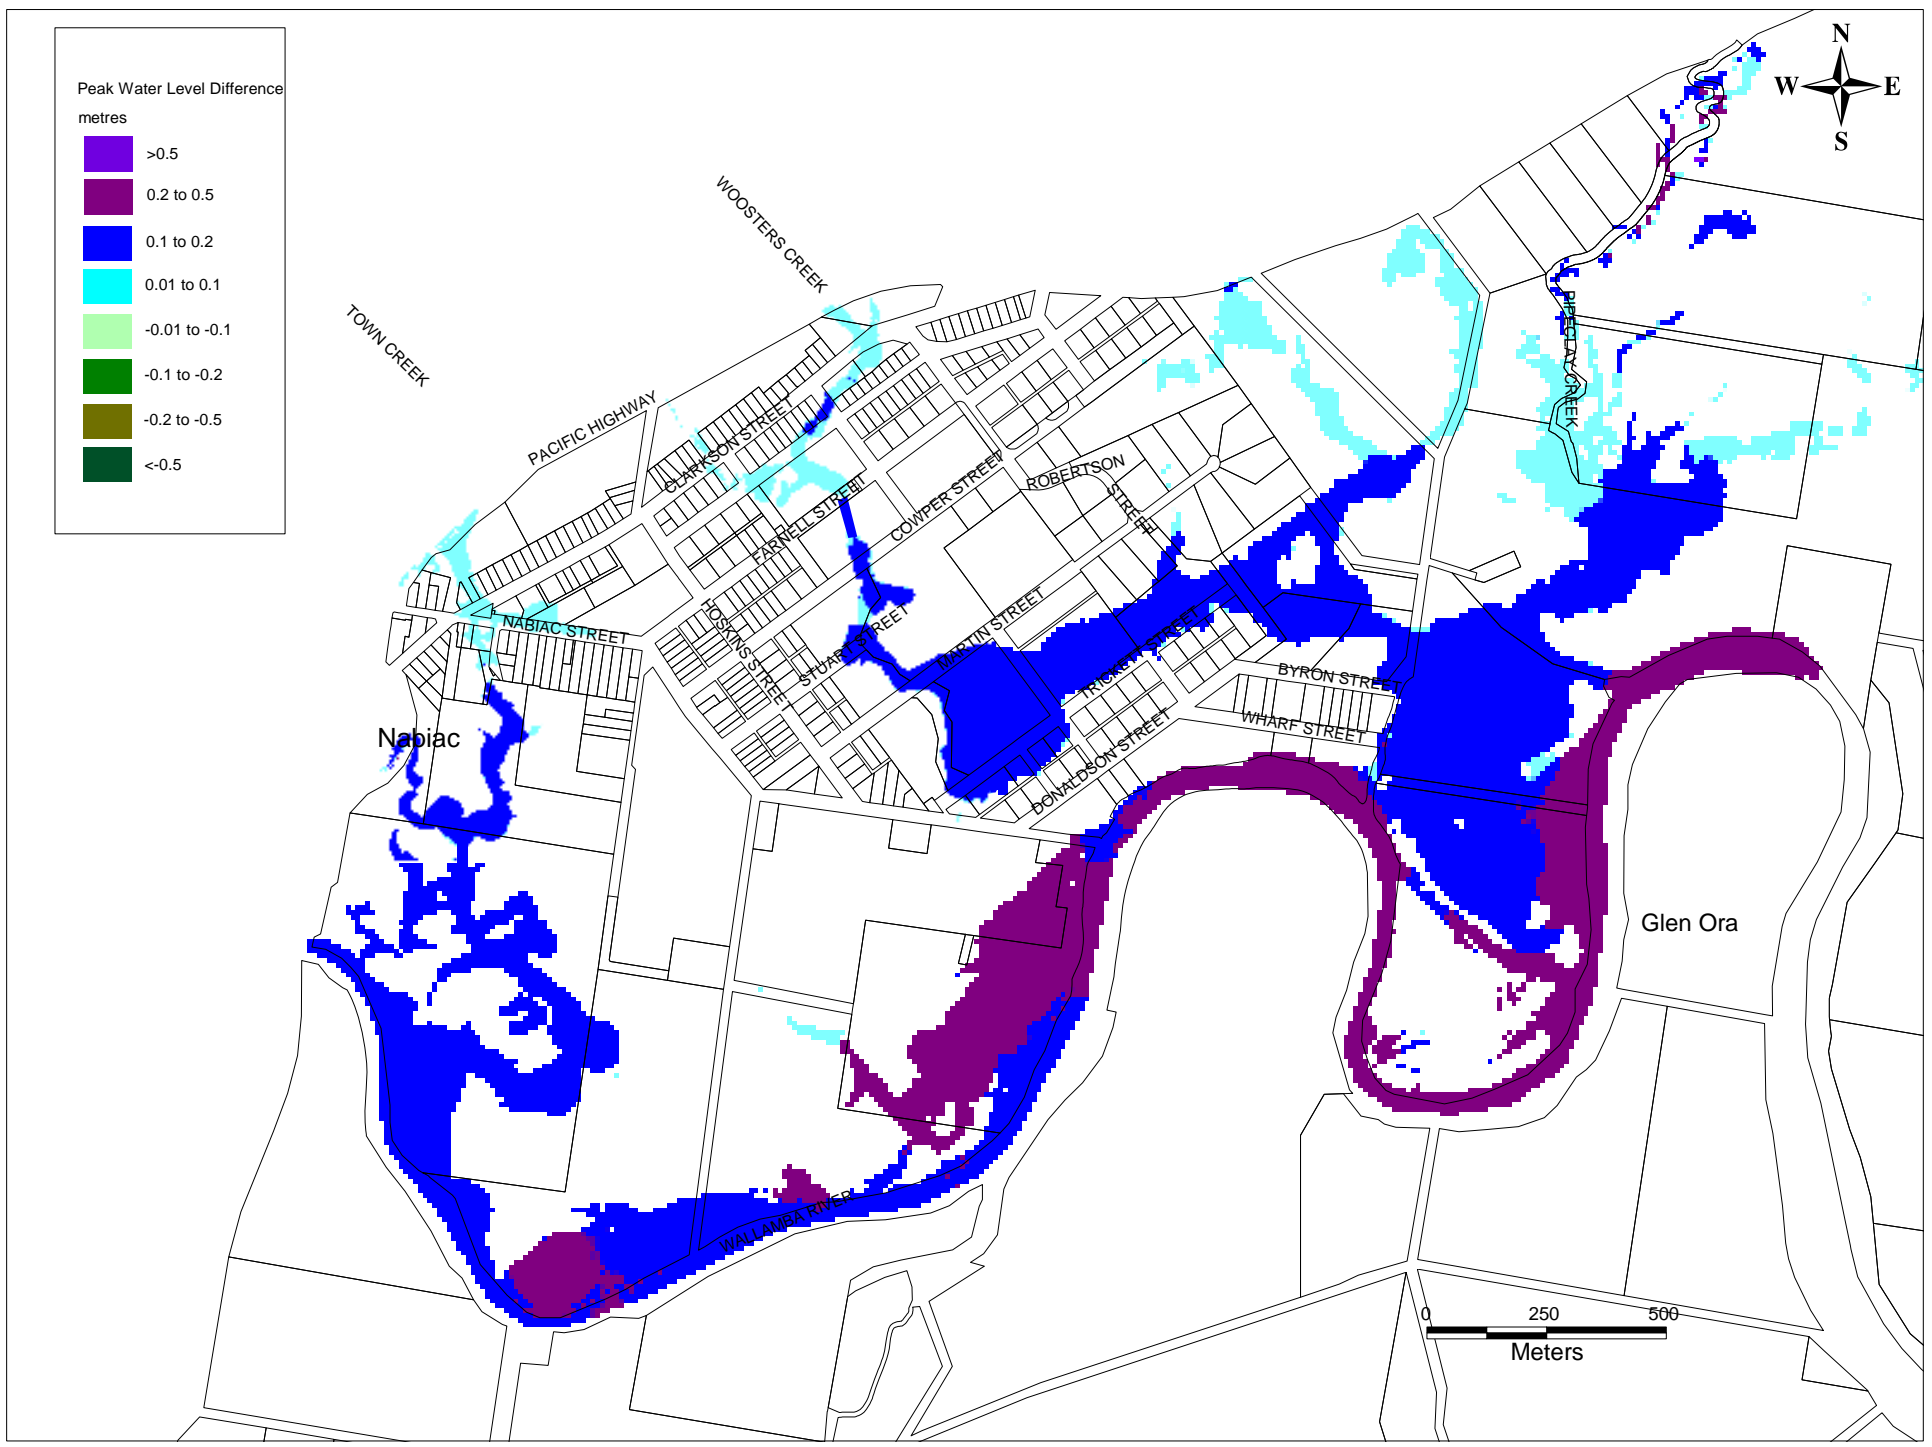 Peak Water Level Difference
metres
>0.5
0.2 to 0.5
0.1 to 0.2
0.01 to 0.1
-0.01 to -0.1
-0.1 to -0.2
-0.2 to -0.5
<-0.5
N
W
E
S
WOOSTERS CREEK
TOWN CREEK
PACIFIC HIGHWAY
CLARKSON STREET
FARNELL STREET
COWPER STREET
ROBERTSON
STREET
PIPECLAY CREEK
NABIAC STREET
HOSKINS STREET
STUART STREET
MARTIN STREET
TRICKETT STREET
BYRON STREET
WHARF STREET
DONALDSON STREET
Nabiac
Glen Ora
WALLAMBA RIVER
0
250
500
Meters